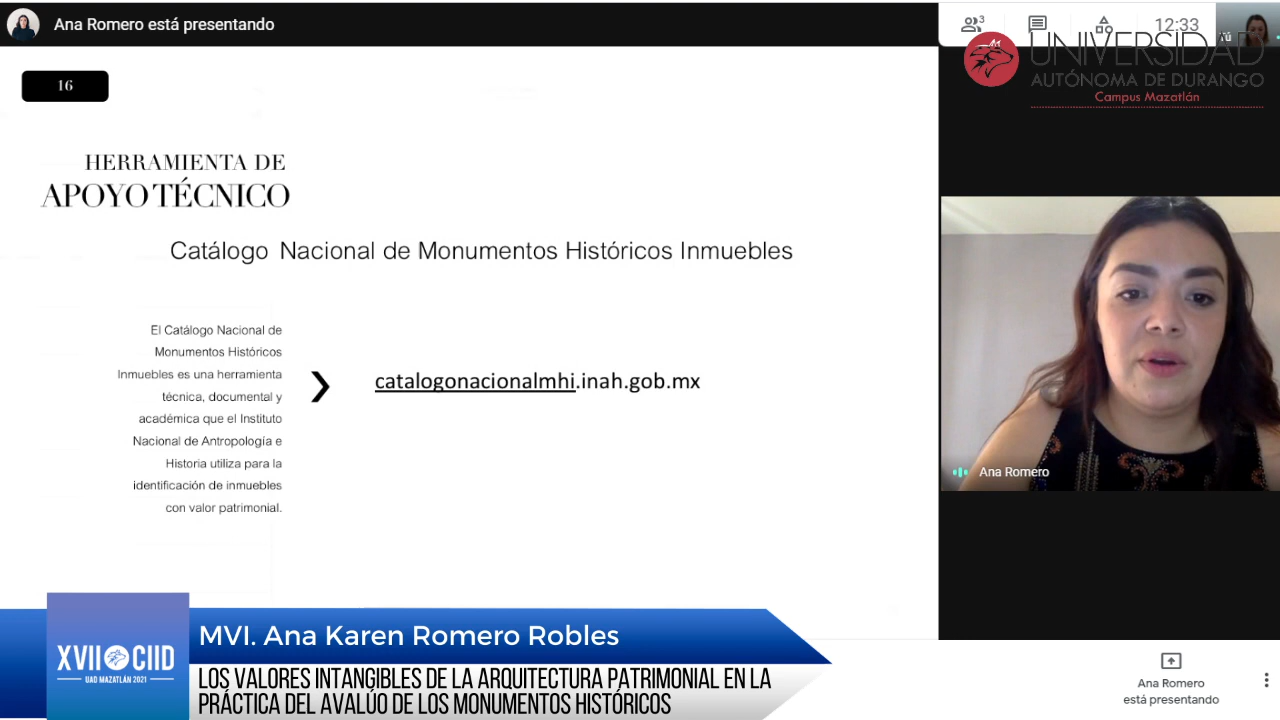 Ana Romero está presentando
3
12:33
Tú
UNIVERSIDAD
AUTÓNOMA DE DURANGO
Campus Mazatlán
16
HERRAMIENTA DE
APOYO TÉCNICO
Catálogo Nacional de Monumentos Históricos Inmuebles
El Catálogo Nacional de
Monumentos Históricos
Inmuebles es una herramienta
técnica, documental y
académica que el Instituto
Nacional de Antropología e
Historia utiliza para la
identificación de inmuebles
con valor patrimonial.
catalogonacionalmhi.inah.gob.mx
Ana Romero
MVI. Ana Karen Romero Robles
XVII CIID
UAD MAZATLÁN 2021
LOS VALORES INTANGIBLES DE LA ARQUITECTURA PATRIMONIAL EN LA
PRÁCTICA DEL AVALÚO DE LOS MONUMENTOS HISTÓRICOS
Ana Romero
está presentando